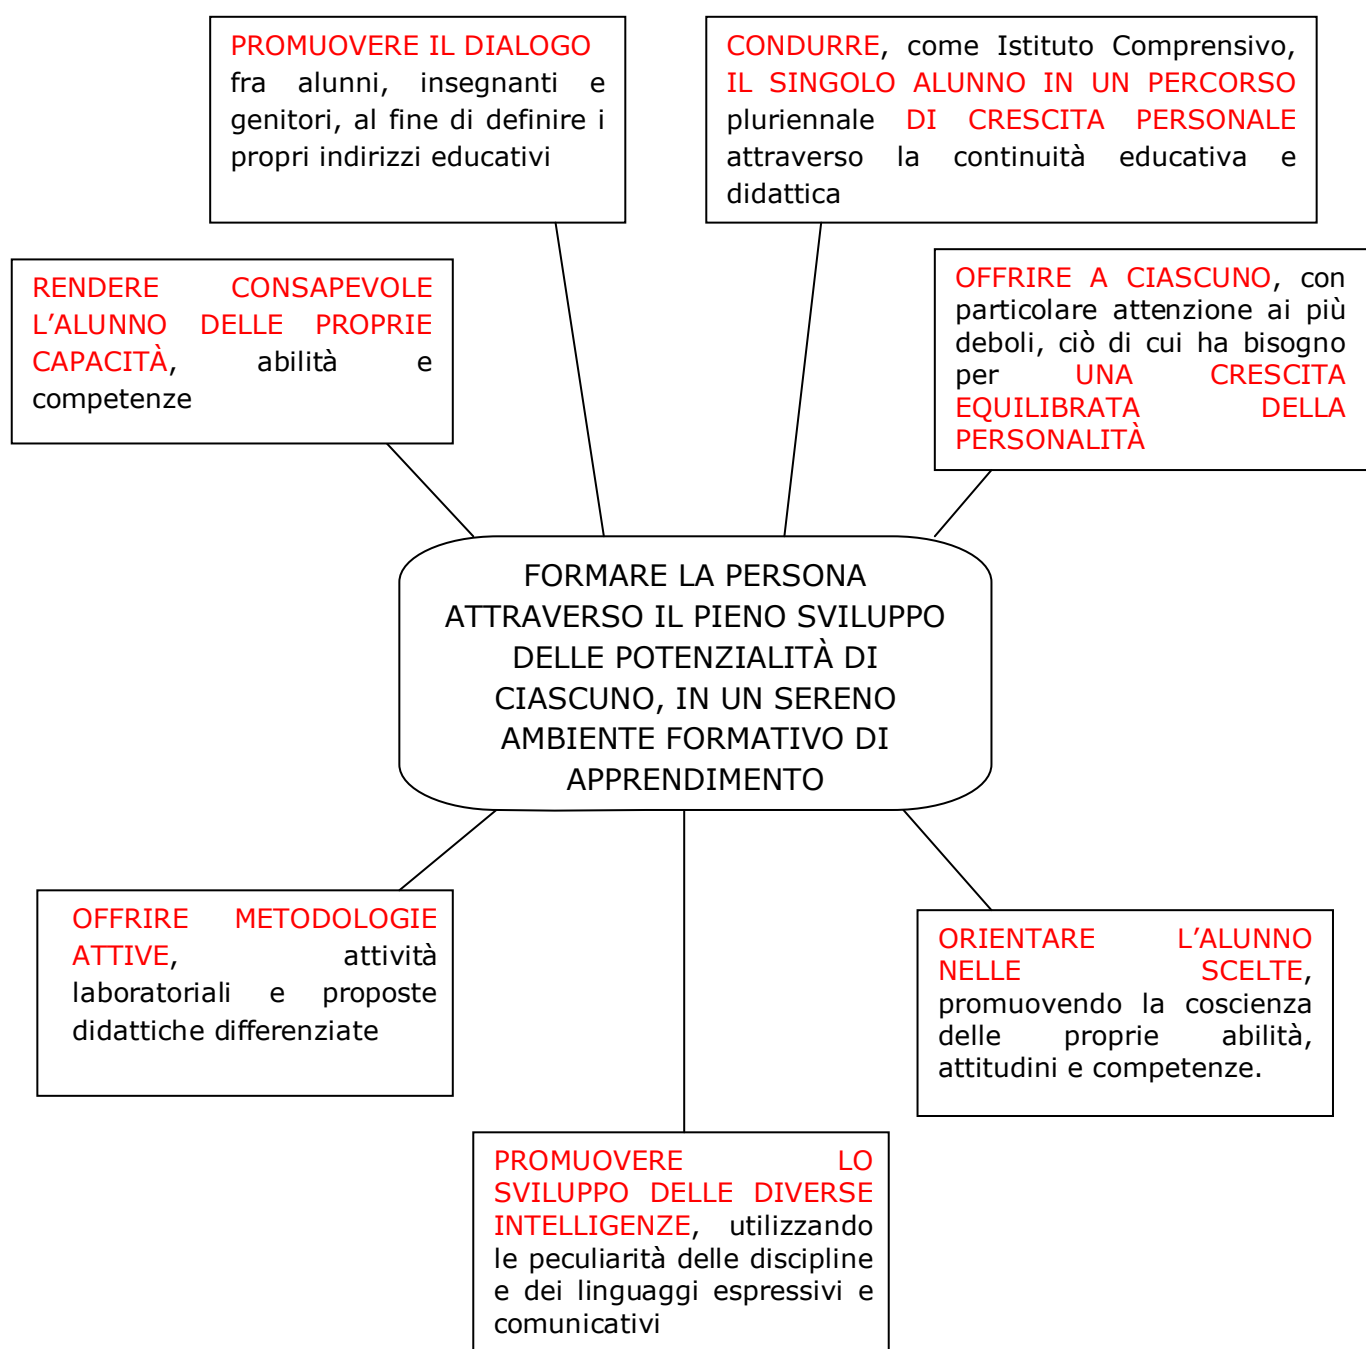 PROMUOVERE IL DIALOGO
fra alunni, insegnanti e
genitori, al fine di definire i
propri indirizzi educativi
CONDURRE, come Istituto Comprensivo,
IL SINGOLO ALUNNO IN UN PERCORSO
pluriennale DI CRESCITA PERSONALE
attraverso la continuità educativa e
didattica
RENDERE CONSAPEVOLE
L’ALUNNO DELLE PROPRIE
CAPACITÀ, abilità e
competenze
OFFRIRE A CIASCUNO, con
particolare attenzione ai più
deboli, ciò di cui ha bisogno
per UNA CRESCITA
EQUILIBRATA DELLA
PERSONALITÀ
FORMARE LA PERSONA
ATTRAVERSO IL PIENO SVILUPPO
DELLE POTENZIALITÀ DI
CIASCUNO, IN UN SERENO
AMBIENTE FORMATIVO DI
APPRENDIMENTO
OFFRIRE METODOLOGIE
ATTIVE, attività
laboratoriali e proposte
didattiche differenziate
ORIENTARE L’ALUNNO
NELLE SCELTE,
promuovendo la coscienza
delle proprie abilità,
attitudini e competenze.
PROMUOVERE LO
SVILUPPO DELLE DIVERSE
INTELLIGENZE, utilizzando
le peculiarità delle discipline
e dei linguaggi espressivi e
comunicativi